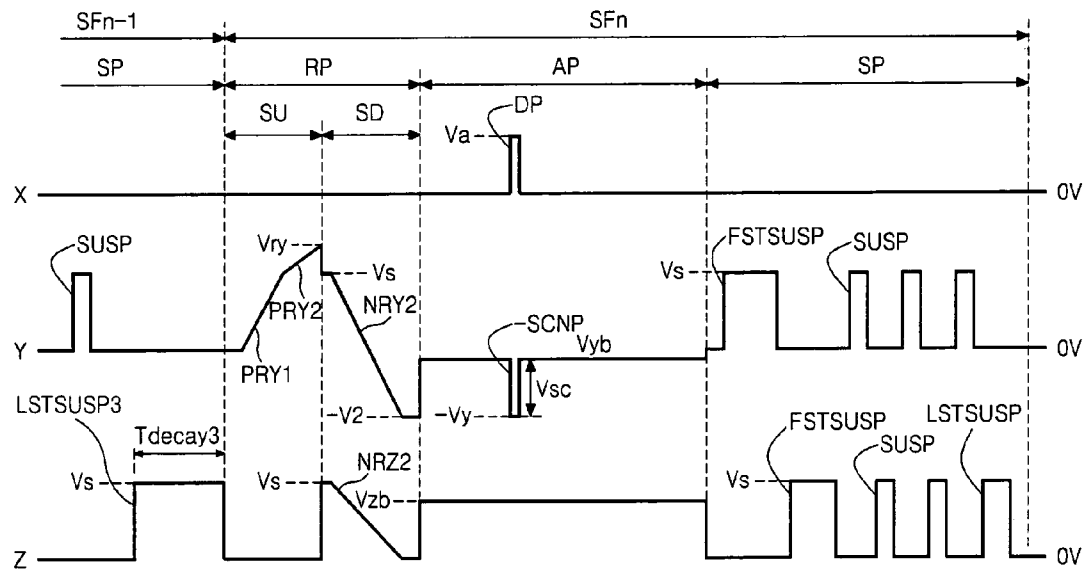 SFn-1 SFn
SP RP AP SP
SU SD DP
Va
X 0V
SUSP Vry Vs FSTSUSP SUSP
Vs
PRY2 NRY2 SCNP
Y Vyb 0V
PRY1 Vsc
LSTSUSP3 -V2 -Vy
Tdecay3 FSTSUSP LSTSUSP
Vs Vs NRZ2 Vs SUSP
Vzb
Z 0V